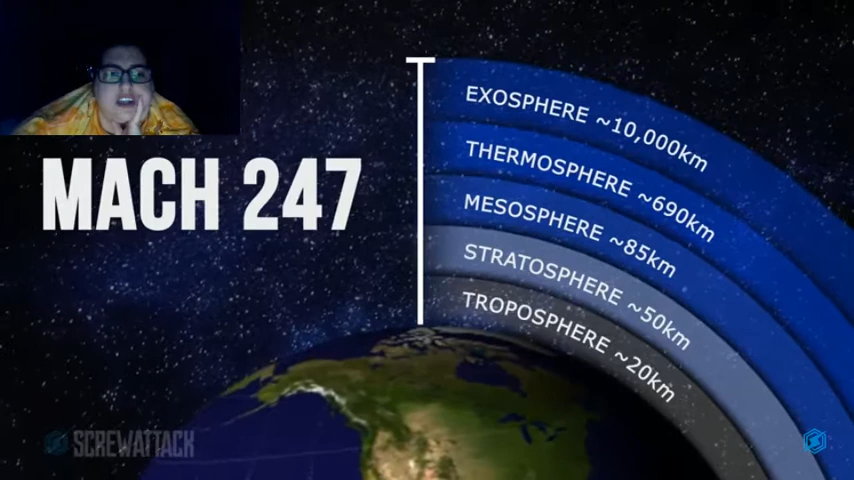 EXOSPHERE ~10,000km
THERMOSPHERE ~690km
MACH 247
MESOSPHERE ~85km
STRATOSPHERE ~50km
TROPOSPHERE ~20km
SCREWATTACK